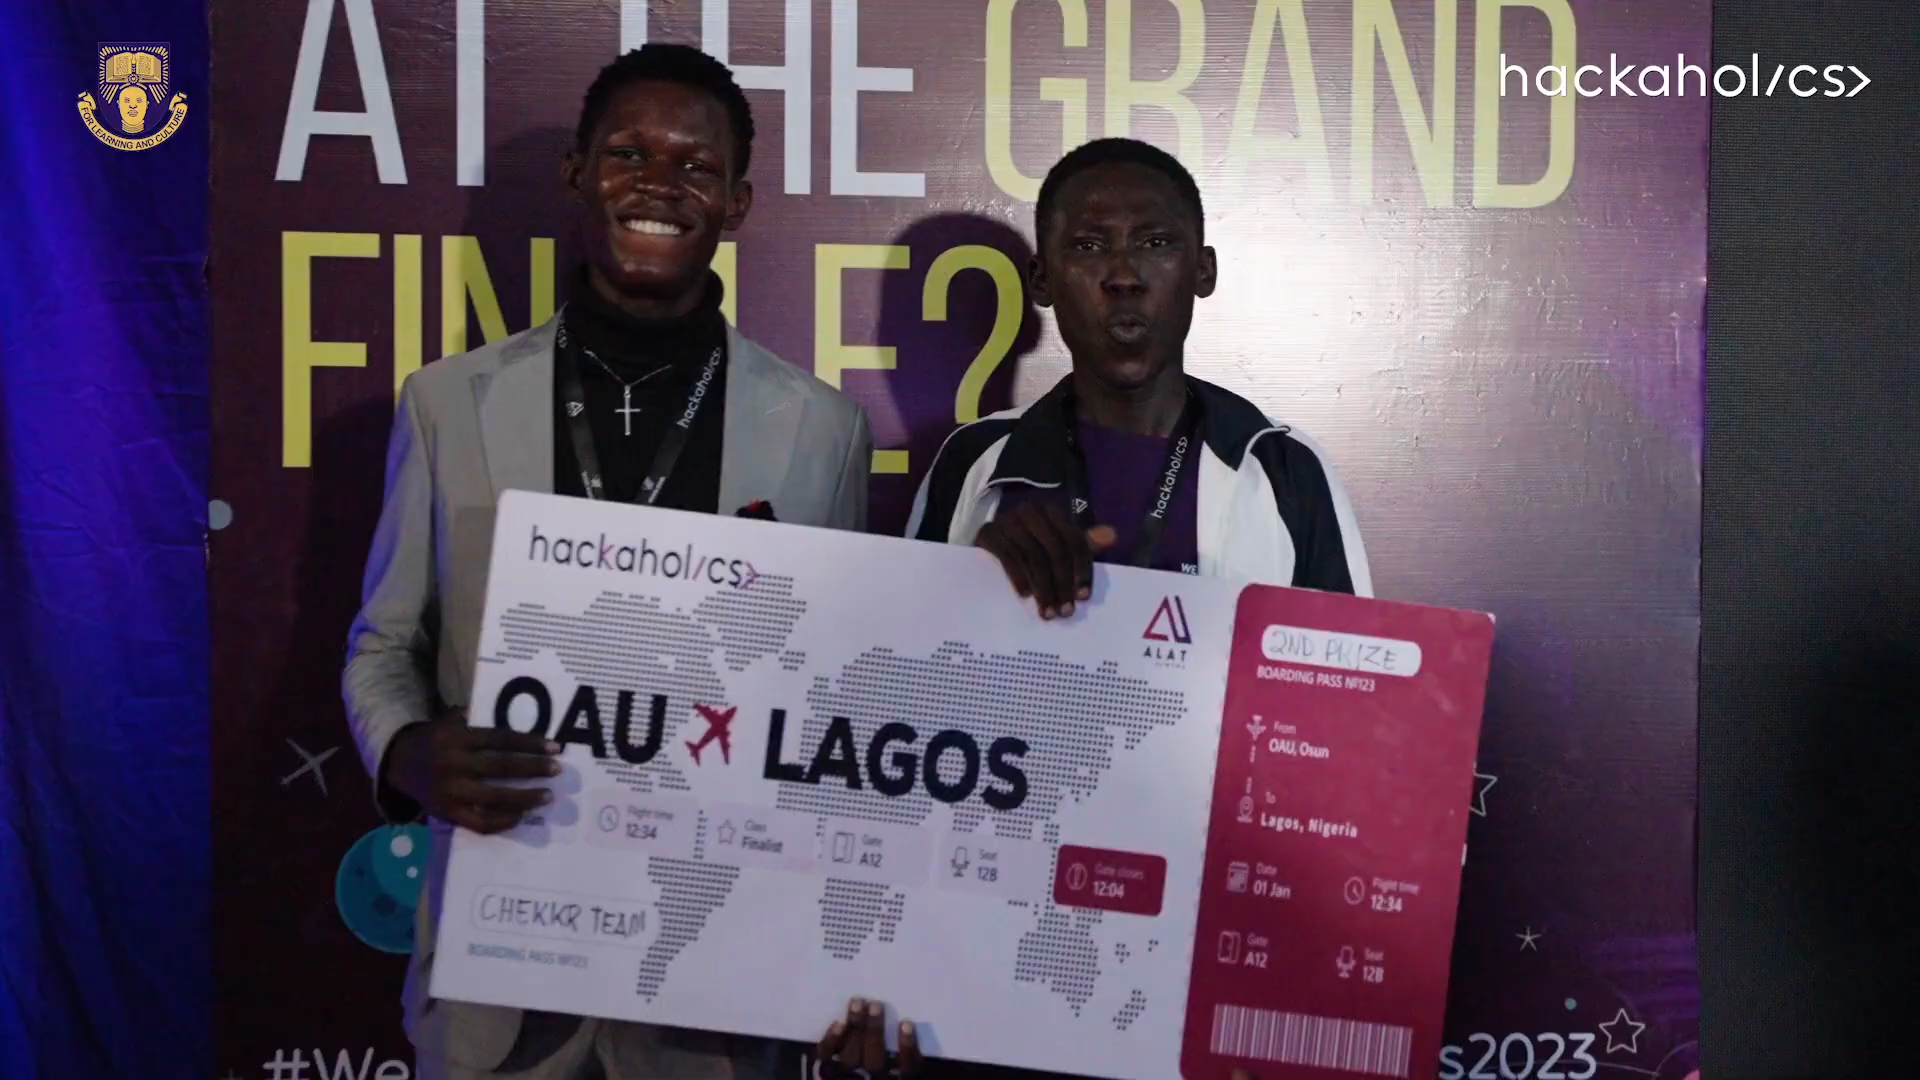 AT THE GRAND
FINALE?
hackahol/cs>
FOR LEARNING AND CULTURE
hackahol/cs
hackahol/cs
WE
hackahol/cs>
ALAT
OAU LAGOS
Flight time
12:34
Class
Finalist
Gate
A12
Seat
12B
Gate closes
12:04
CHEKKR TEAM
BOARDING PASS №123
2ND PRIZE
BOARDING PASS №123
From
OAU, Osun
To
Lagos, Nigeria
Date
01 Jan
Flight time
12:34
Gate
A12
Seat
12B
#We
s2023